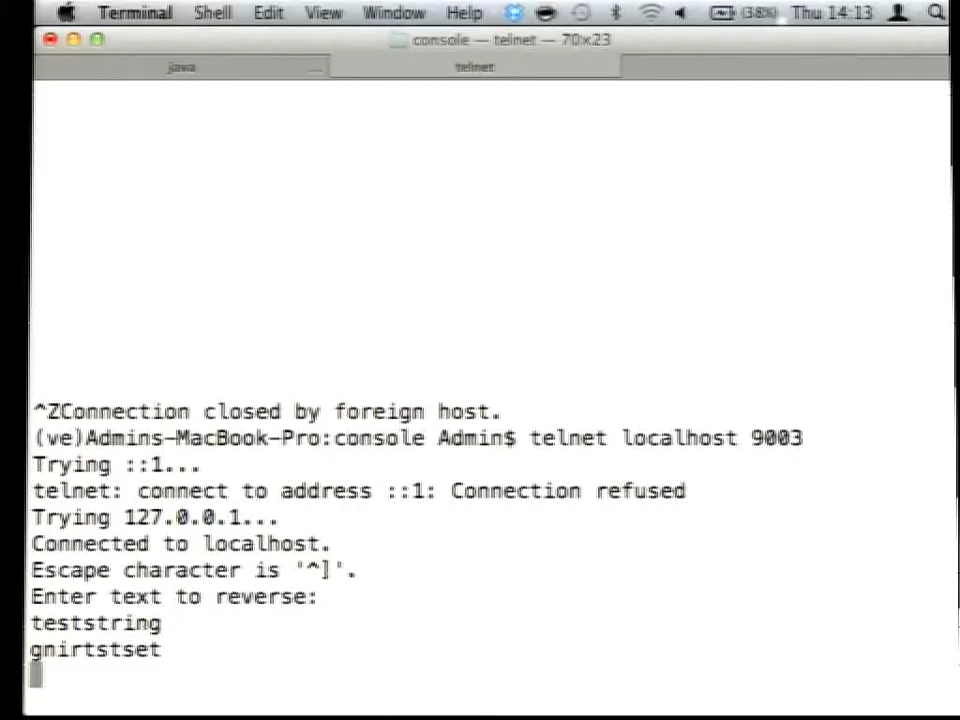 Terminal Shell Edit View Window Help (38%) Thu 14:13
console — telnet — 70×23
java ... telnet
^ZConnection closed by foreign host.
(ve)Admins-MacBook-Pro:console Admin$ telnet localhost 9003
Trying ::1...
telnet: connect to address ::1: Connection refused
Trying 127.0.0.1...
Connected to localhost.
Escape character is '^]'.
Enter text to reverse:
teststring
gnirtstset